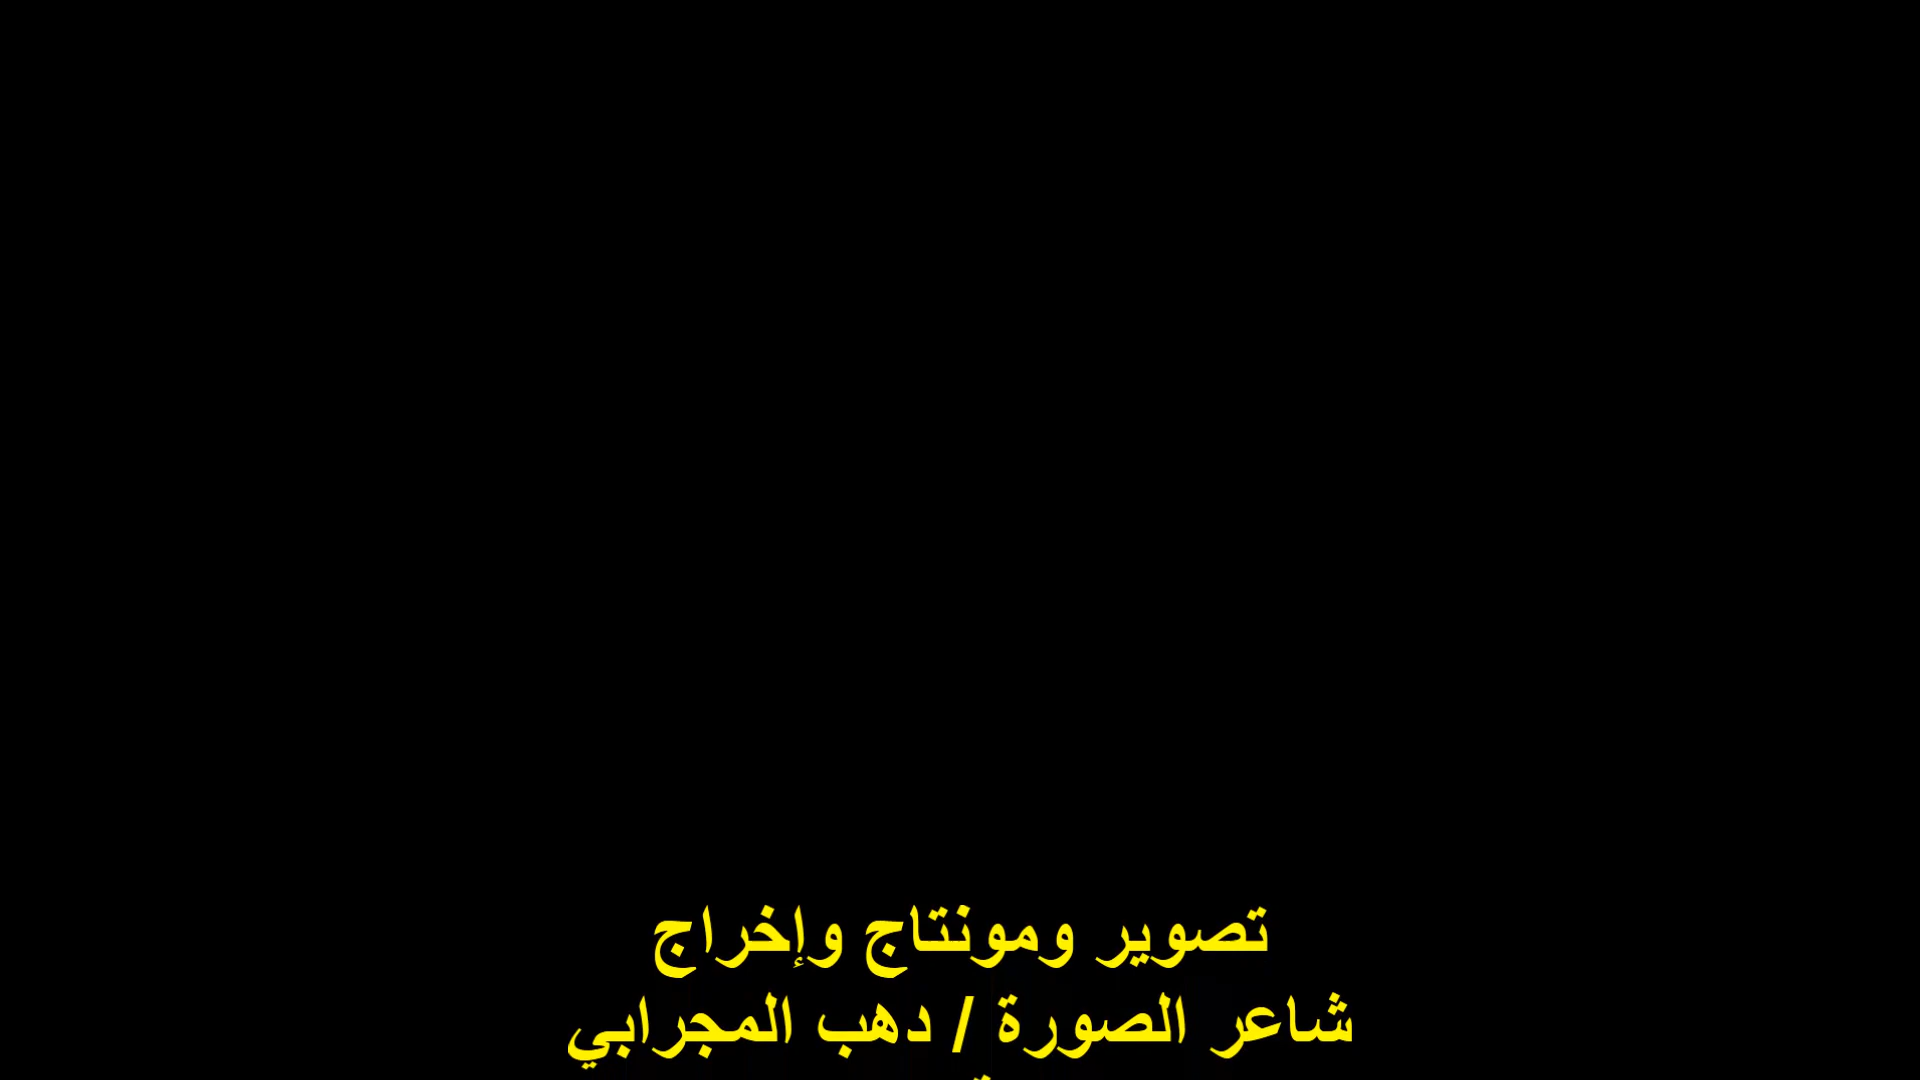 تصوير ومونتاج وإخراج
شاعر الصورة / دهب المجرابي